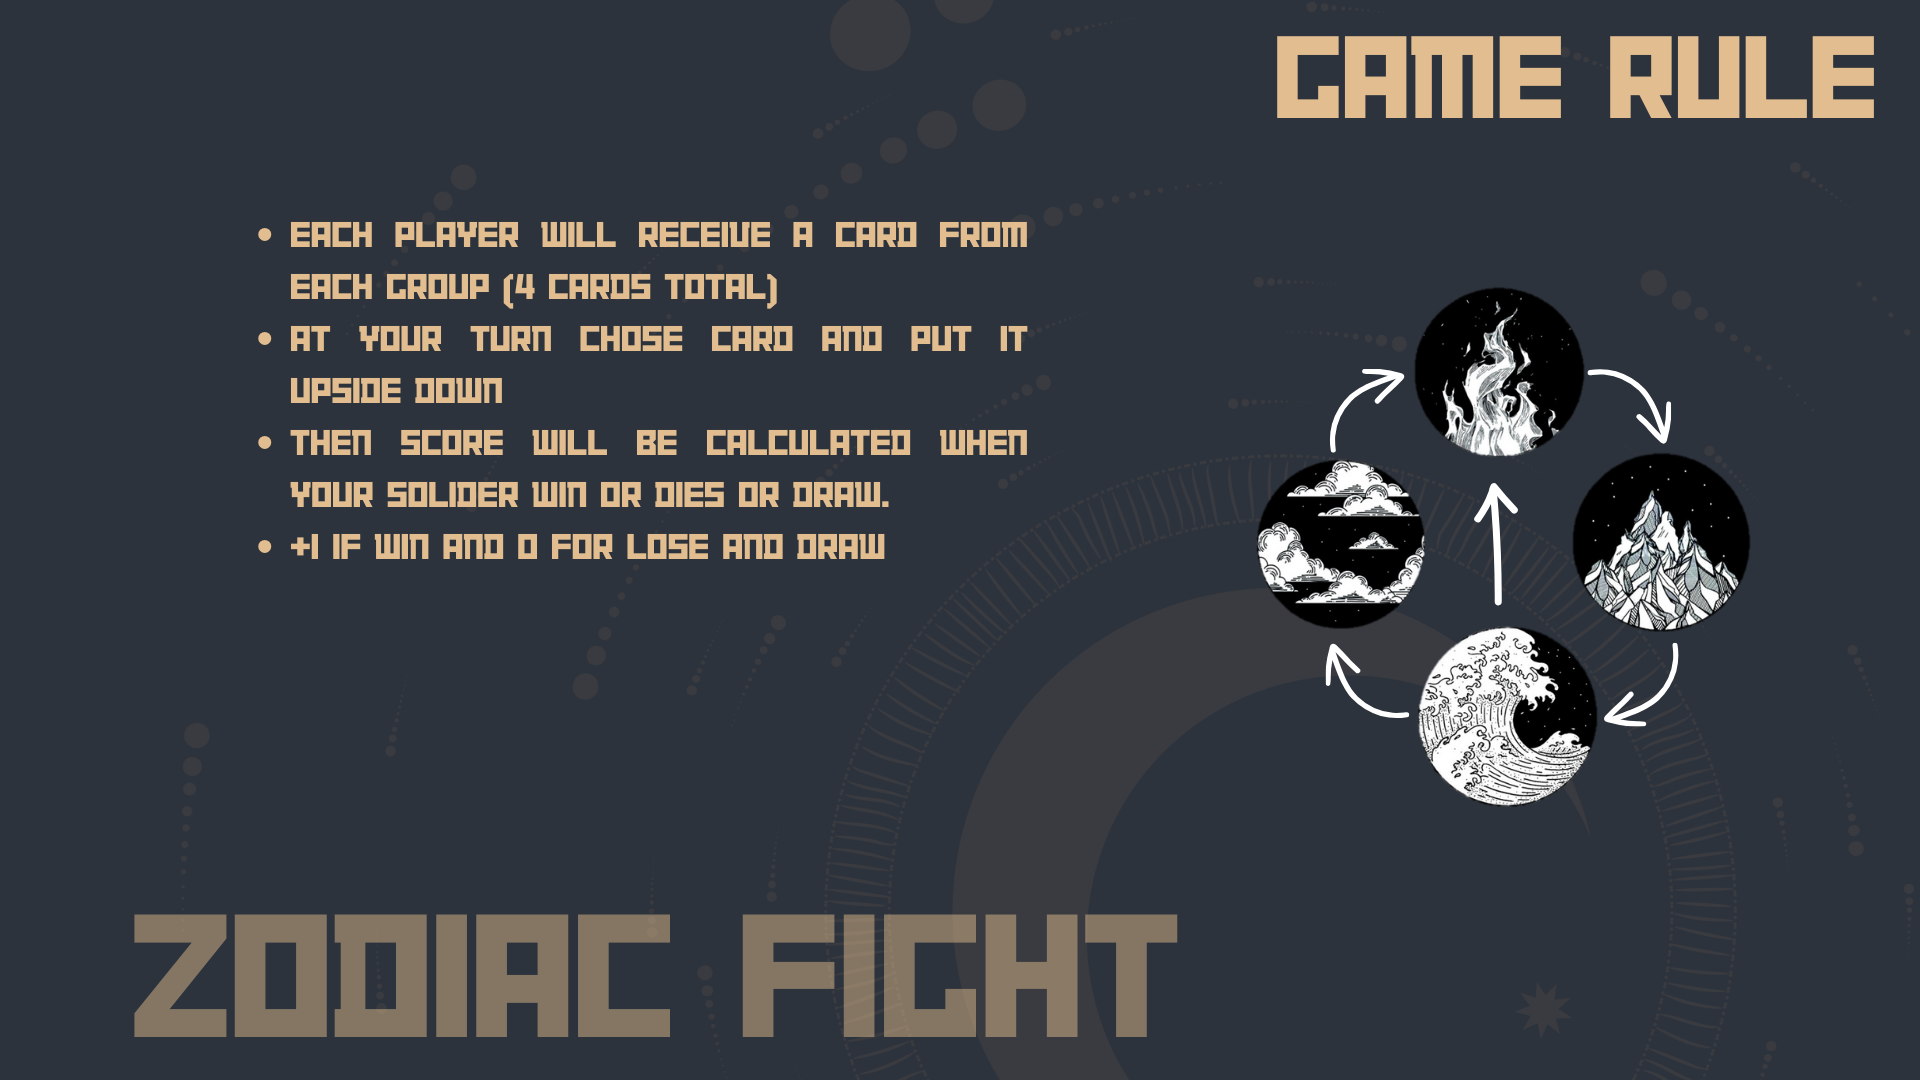 GAME RULE
• EACH PLAYER WILL RECEIVE A CARD FROM
EACH GROUP (4 CARDS TOTAL)
• AT YOUR TURN CHOSE CARD AND PUT IT
UPSIDE DOWN
• THEN SCORE WILL BE CALCULATED WHEN
YOUR SOLIDER WIN OR DIES OR DRAW.
• +1 IF WIN AND 0 FOR LOSE AND DRAW
ZODIAC FIGHT